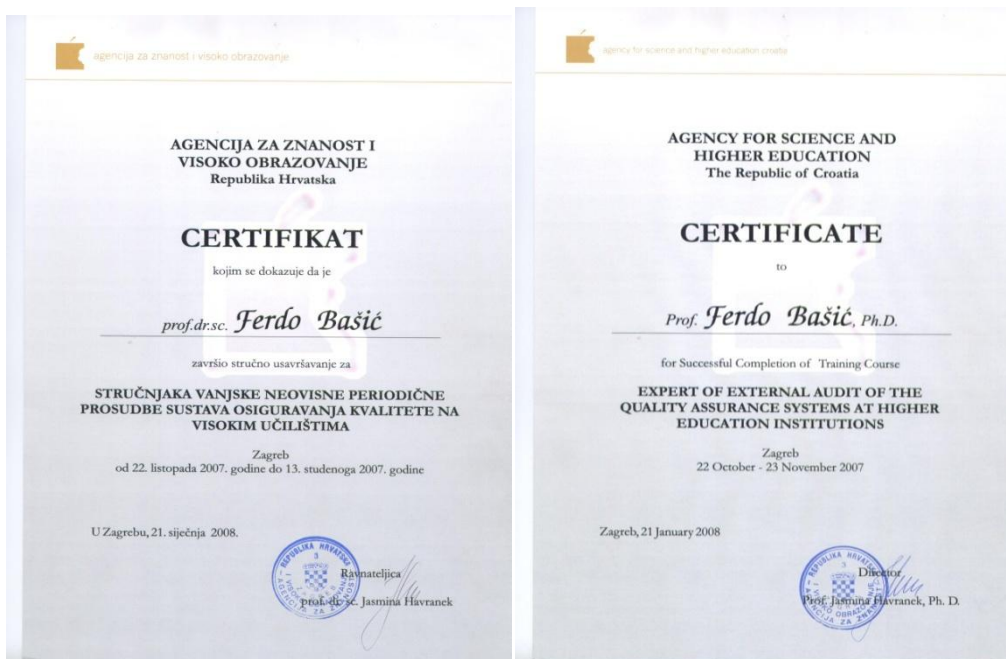 agencija za znanost i visoko obrazovanje
AGENCIJA ZA ZNANOST I
VISOKO OBRAZOVANJE
Republika Hrvatska
CERTIFIKAT
kojim se dokazuje da je
prof.dr.sc. Ferdo Bašić
završio stručno usavršavanje za
STRUČNJAKA VANJSKE NEOVISNE PERIODIČNE
PROSUDBE SUSTAVA OSIGURAVANJA KVALITETE NA
VISOKIM UČILIŠTIMA
Zagreb
od 22. listopada 2007. godine do 13. studenoga 2007. godine
U Zagrebu, 21. siječnja 2008.
REPUBLIKA HRVATSKA
3
Ravnateljica
prof. dr. sc. Jasmina Havranek
agency for science and higher education croatia
AGENCY FOR SCIENCE AND
HIGHER EDUCATION
The Republic of Croatia
CERTIFICATE
to
Prof. Ferdo Bašić, Ph.D.
for Successful Completion of Training Course
EXPERT OF EXTERNAL AUDIT OF THE
QUALITY ASSURANCE SYSTEMS AT HIGHER
EDUCATION INSTITUTIONS
Zagreb
22 October - 23 November 2007
Zagreb, 21 January 2008
REPUBLIKA HRVATSKA
3
Director
Prof. Jasmina Havranek, Ph. D.